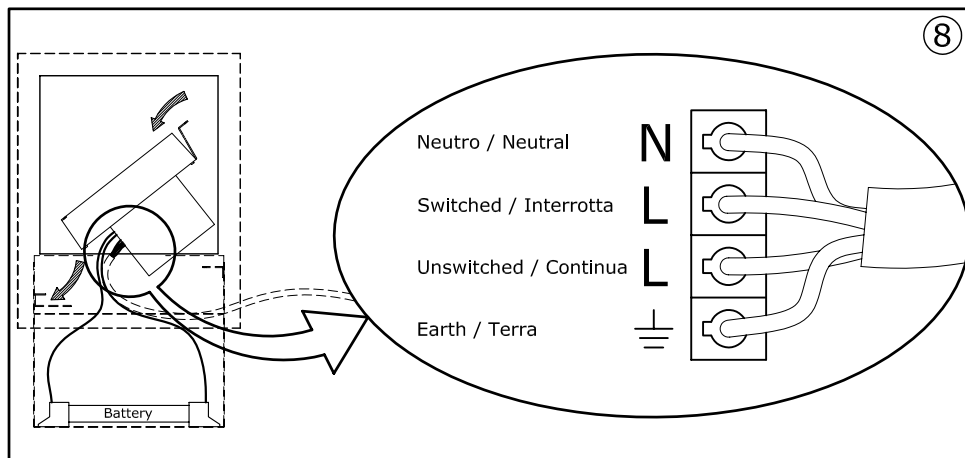 8
Neutro / Neutral N
Switched / Interrotta L
Unswitched / Continua L
Earth / Terra
Battery